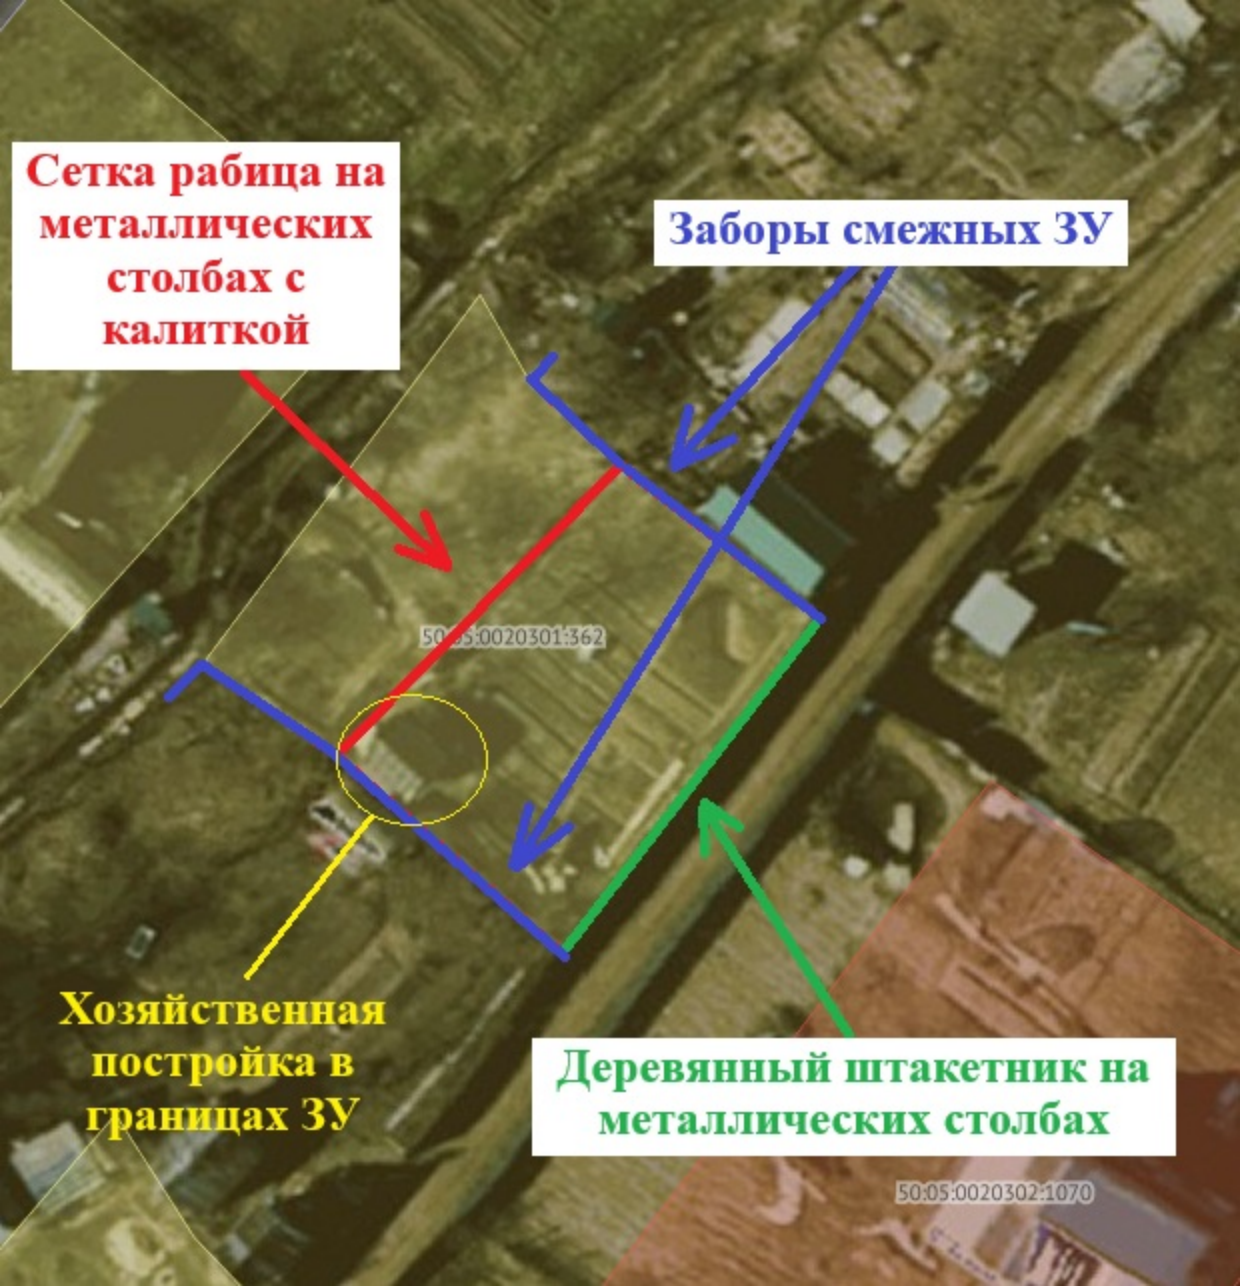 Сетка рабица на
металлических
столбах с
калиткой
Заборы смежных ЗУ
50:05:0020301:362
Хозяйственная
постройка в
границах ЗУ
Деревянный штакетник на
металлических столбах
50:05:0020302:1070